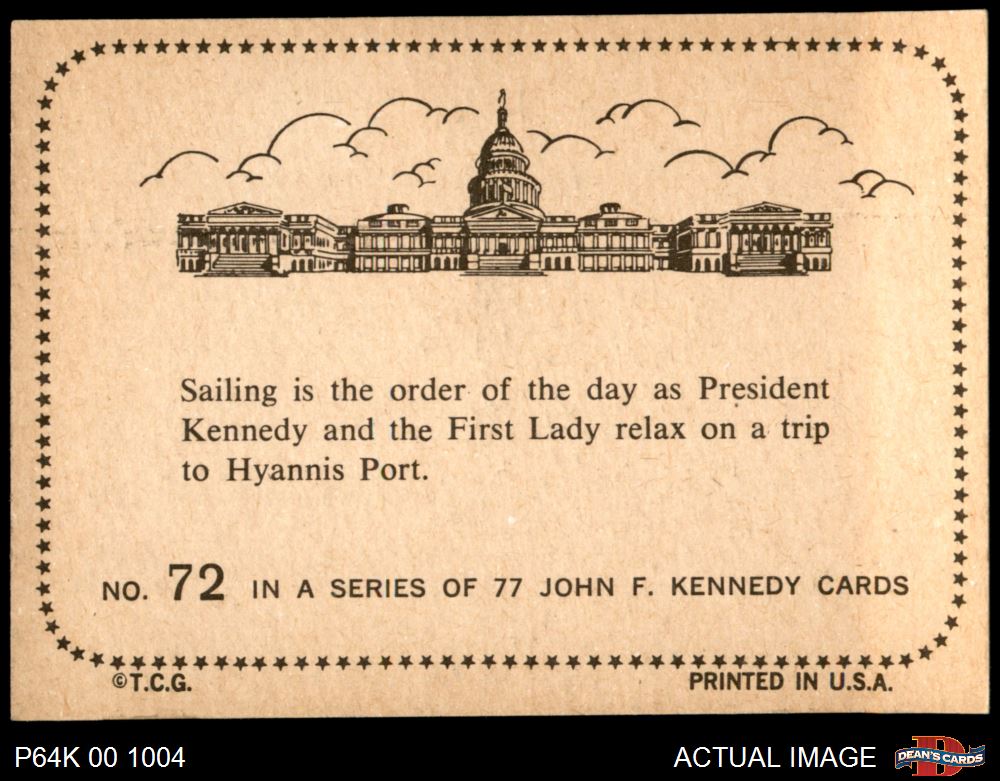 Sailing is the order of the day as President
Kennedy and the First Lady relax on a trip
to Hyannis Port.
NO. 72 IN A SERIES OF 77 JOHN F. KENNEDY CARDS
©T.C.G.
PRINTED IN U.S.A.
P64K 00 1004
ACTUAL IMAGE
D
DEAN'S CARDS